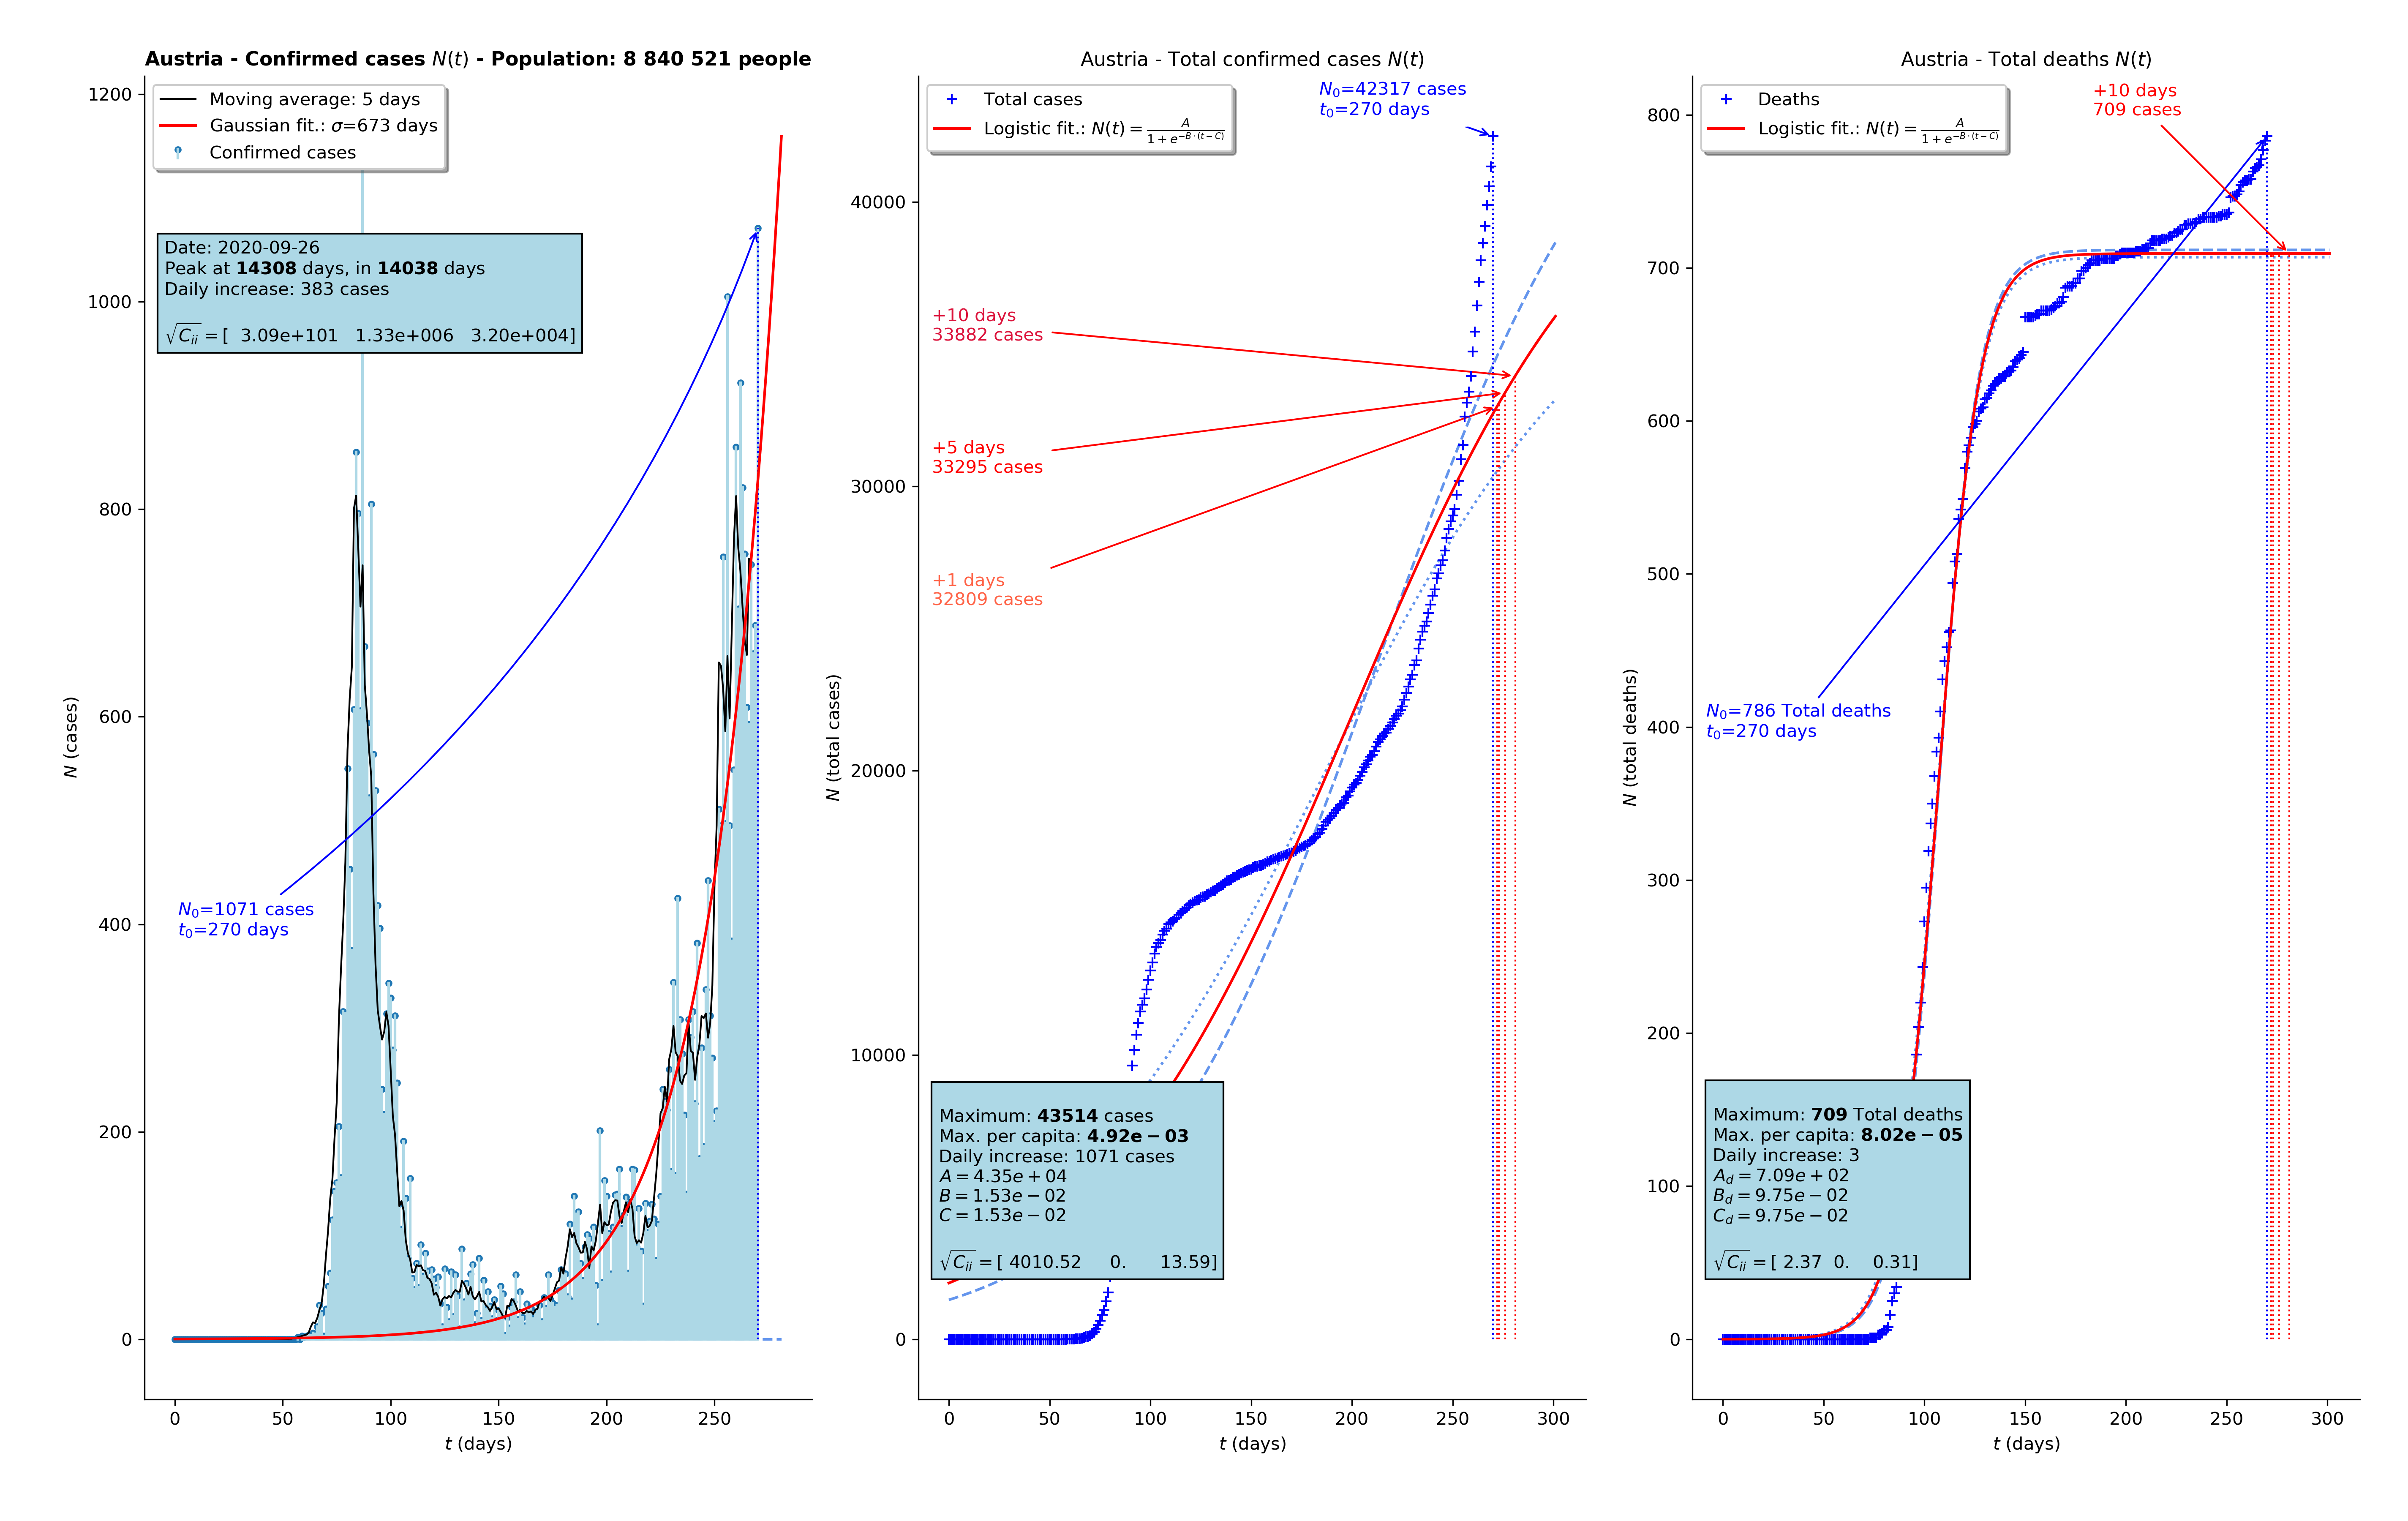 Austria - Confirmed cases N(t) - Population: 8 840 521 people
Moving average: 5 days
Gaussian fit.: σ=673 days
Confirmed cases
Date: 2020-09-26
Peak at 14308 days, in 14038 days
Daily increase: 383 cases
√C_ii = [ 3.09e+101 1.33e+006 3.20e+004]
N₀=1071 cases
t₀=270 days
1200
1000
800
600
400
200
0
N (cases)
0 50 100 150 200 250
t (days)
Austria - Total confirmed cases N(t)
Total cases
Logistic fit.: N(t) = A / (1 + e^(−B·(t−C)))
N₀=42317 cases
t₀=270 days
+10 days
33882 cases
+5 days
33295 cases
+1 days
32809 cases
Maximum: 43514 cases
Max. per capita: 4.92e − 03
Daily increase: 1071 cases
A = 4.35e + 04
B = 1.53e − 02
C = 1.53e − 02
√C_ii = [ 4010.52 0. 13.59]
40000
30000
20000
10000
0
N (total cases)
0 50 100 150 200 250 300
t (days)
Austria - Total deaths N(t)
Deaths
Logistic fit.: N(t) = A / (1 + e^(−B·(t−C)))
+10 days
709 cases
N₀=786 Total deaths
t₀=270 days
Maximum: 709 Total deaths
Max. per capita: 8.02e − 05
Daily increase: 3
A_d = 7.09e + 02
B_d = 9.75e − 02
C_d = 9.75e − 02
√C_ii = [ 2.37 0. 0.31]
800
700
600
500
400
300
200
100
0
N (total deaths)
0 50 100 150 200 250 300
t (days)